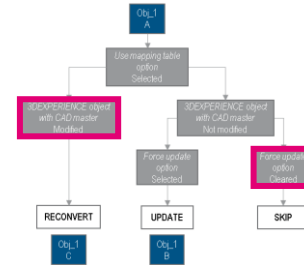 Obj_1
A
Use mapping table
option
Selected
3DEXPERIENCE object
with CAD master
Modified
3DEXPERIENCE object
with CAD master
Not modified
Force update
option
Selected
Force update
option
Cleared
RECONVERT
UPDATE
SKIP
Obj_1
C
Obj_1
B